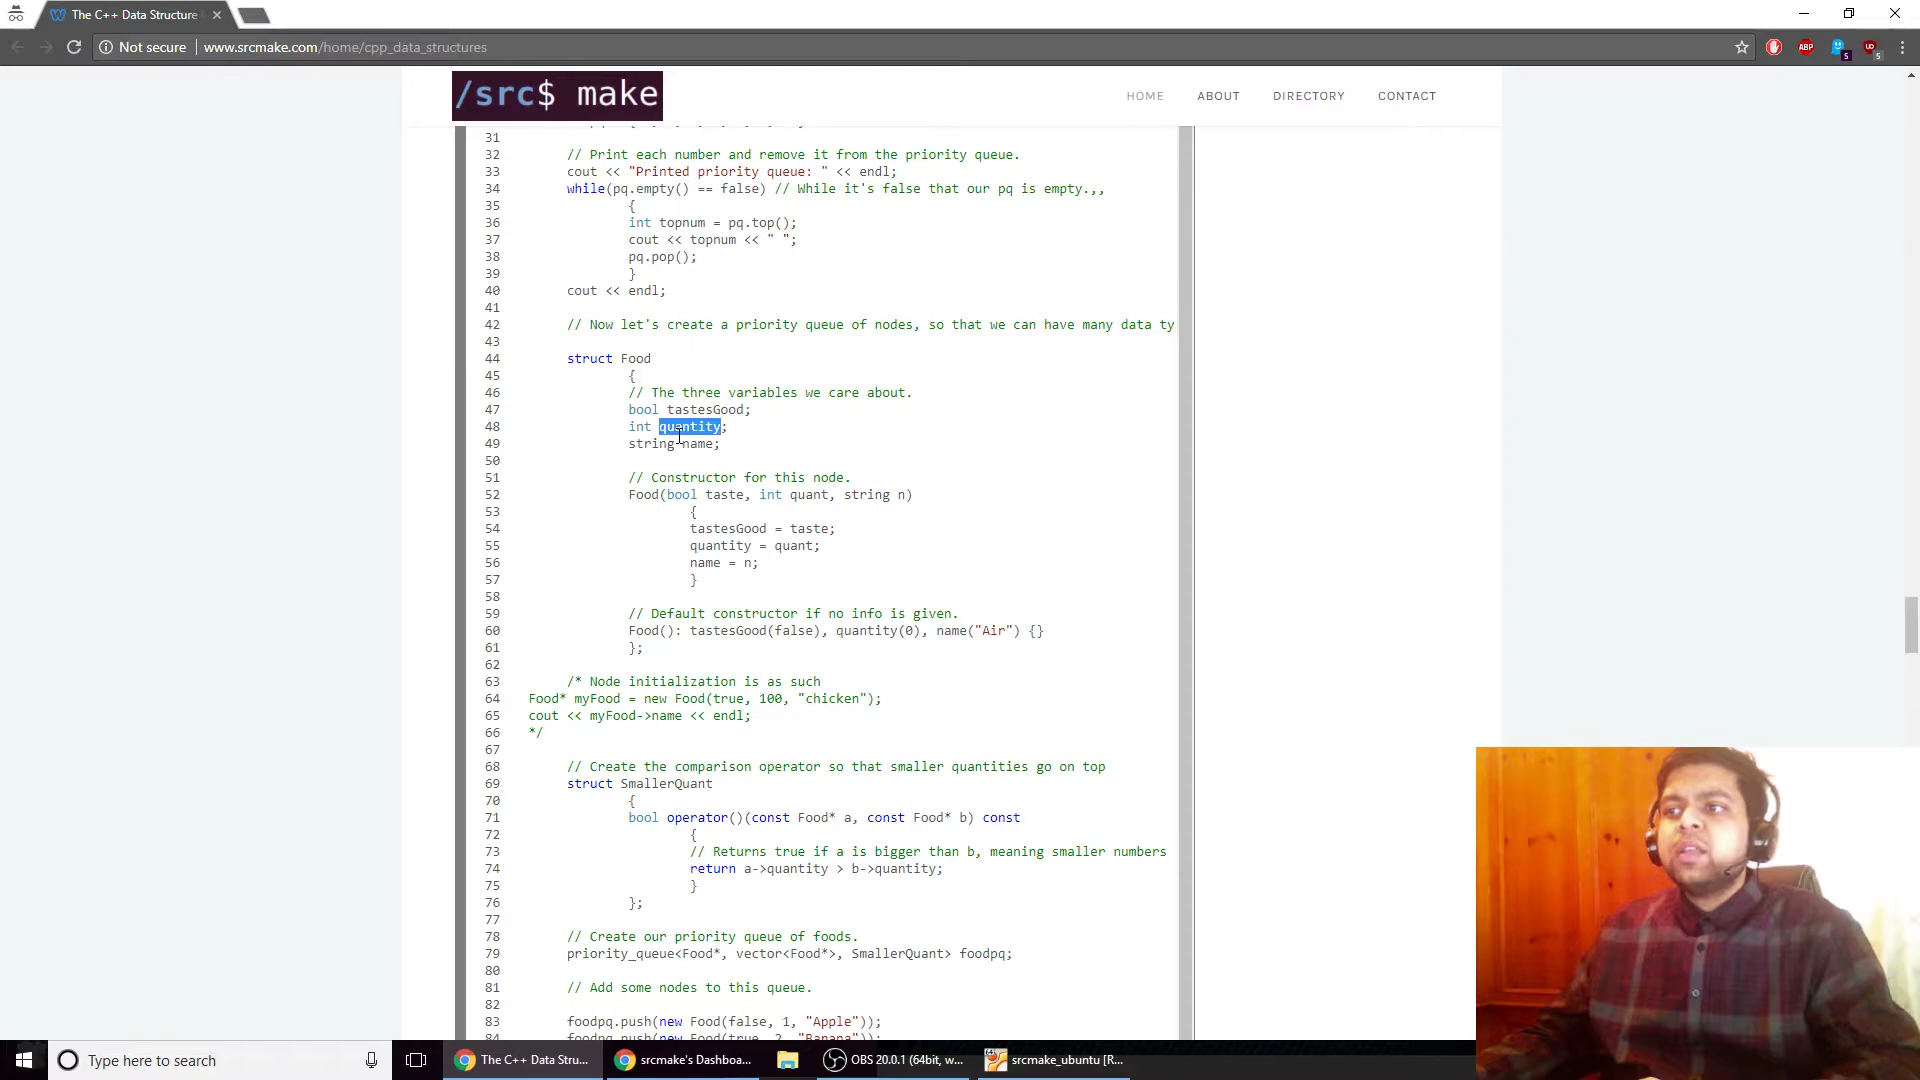 The C++ Data Structure
Not secure
www.srcmake.com/home/cpp_data_structures
ABP
5
UD
5
/src$ make
HOME
ABOUT
DIRECTORY
CONTACT
31
32 // Print each number and remove it from the priority queue.
33 cout << "Printed priority queue: " << endl;
34 while(pq.empty() == false) // While it's false that our pq is empty.,,
35 {
36 int topnum = pq.top();
37 cout << topnum << " ";
38 pq.pop();
39 }
40 cout << endl;
41
42 // Now let's create a priority queue of nodes, so that we can have many data ty
43
44 struct Food
45 {
46 // The three variables we care about.
47 bool tastesGood;
48 int quantity;
49 string name;
50
51 // Constructor for this node.
52 Food(bool taste, int quant, string n)
53 {
54 tastesGood = taste;
55 quantity = quant;
56 name = n;
57 }
58
59 // Default constructor if no info is given.
60 Food(): tastesGood(false), quantity(0), name("Air") {}
61 };
62
63 /* Node initialization is as such
64 Food* myFood = new Food(true, 100, "chicken");
65 cout << myFood->name << endl;
66 */
67
68 // Create the comparison operator so that smaller quantities go on top
69 struct SmallerQuant
70 {
71 bool operator()(const Food* a, const Food* b) const
72 {
73 // Returns true if a is bigger than b, meaning smaller numbers
74 return a->quantity > b->quantity;
75 }
76 };
77
78 // Create our priority queue of foods.
79 priority_queue<Food*, vector<Food*>, SmallerQuant> foodpq;
80
81 // Add some nodes to this queue.
82
83 foodpq.push(new Food(false, 1, "Apple"));
84 foodpq.push(new Food(true, 2, "Banana"));
Type here to search
The C++ Data Stru...
srcmake's Dashboa...
OBS 20.0.1 (64bit, w...
srcmake_ubuntu [R...